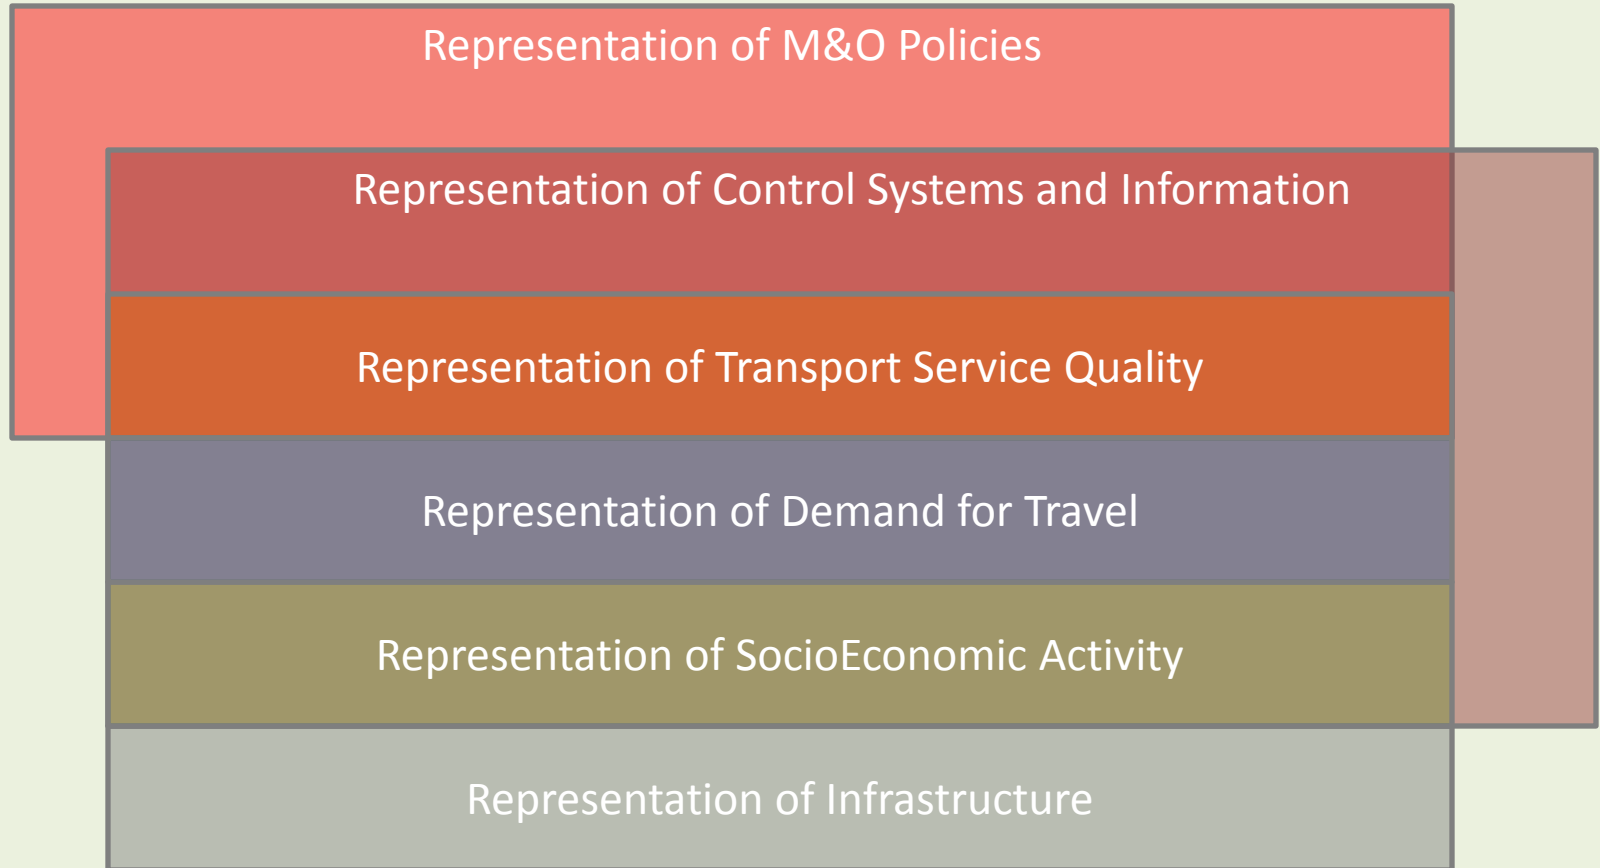 Representation of M&O Policies
Representation of Control Systems and Information
Representation of Transport Service Quality
Representation of Demand for Travel
Representation of SocioEconomic Activity
Representation of Infrastructure